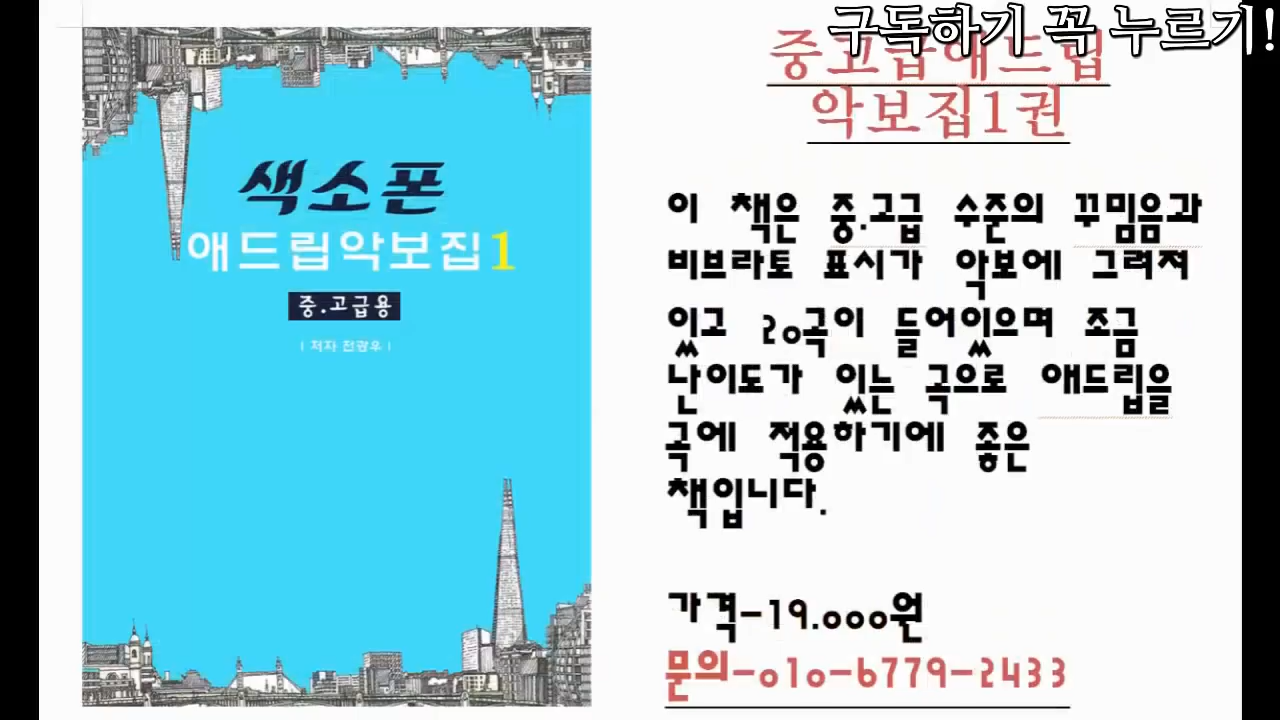 구독하기 꼭 누르기!
중고급애드립
악보집1권
색소폰
애드립악보집1
중.고급용
| 저자 전광우 |
이 책은 중.고급 수준의 꾸밈음과
비브라토 표시가 악보에 그려져
있고 20곡이 들어있으며 조금
난이도가 있는 곡으로 애드립을
곡에 적용하기에 좋은
책입니다.
가격-19.000원
문의-010-6779-2433